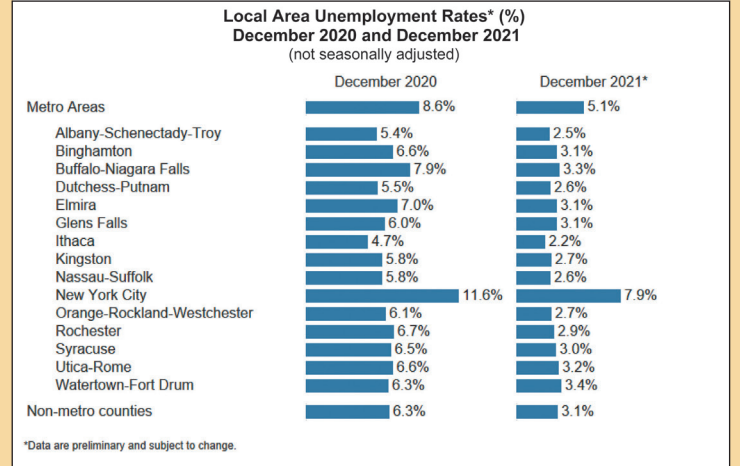 Local Area Unemployment Rates* (%)
December 2020 and December 2021
(not seasonally adjusted)
December 2020 December 2021*
Metro Areas 8.6% 5.1%
Albany-Schenectady-Troy 5.4% 2.5%
Binghamton 6.6% 3.1%
Buffalo-Niagara Falls 7.9% 3.3%
Dutchess-Putnam 5.5% 2.6%
Elmira 7.0% 3.1%
Glens Falls 6.0% 3.1%
Ithaca 4.7% 2.2%
Kingston 5.8% 2.7%
Nassau-Suffolk 5.8% 2.6%
New York City 11.6% 7.9%
Orange-Rockland-Westchester 6.1% 2.7%
Rochester 6.7% 2.9%
Syracuse 6.5% 3.0%
Utica-Rome 6.6% 3.2%
Watertown-Fort Drum 6.3% 3.4%
Non-metro counties 6.3% 3.1%
*Data are preliminary and subject to change.